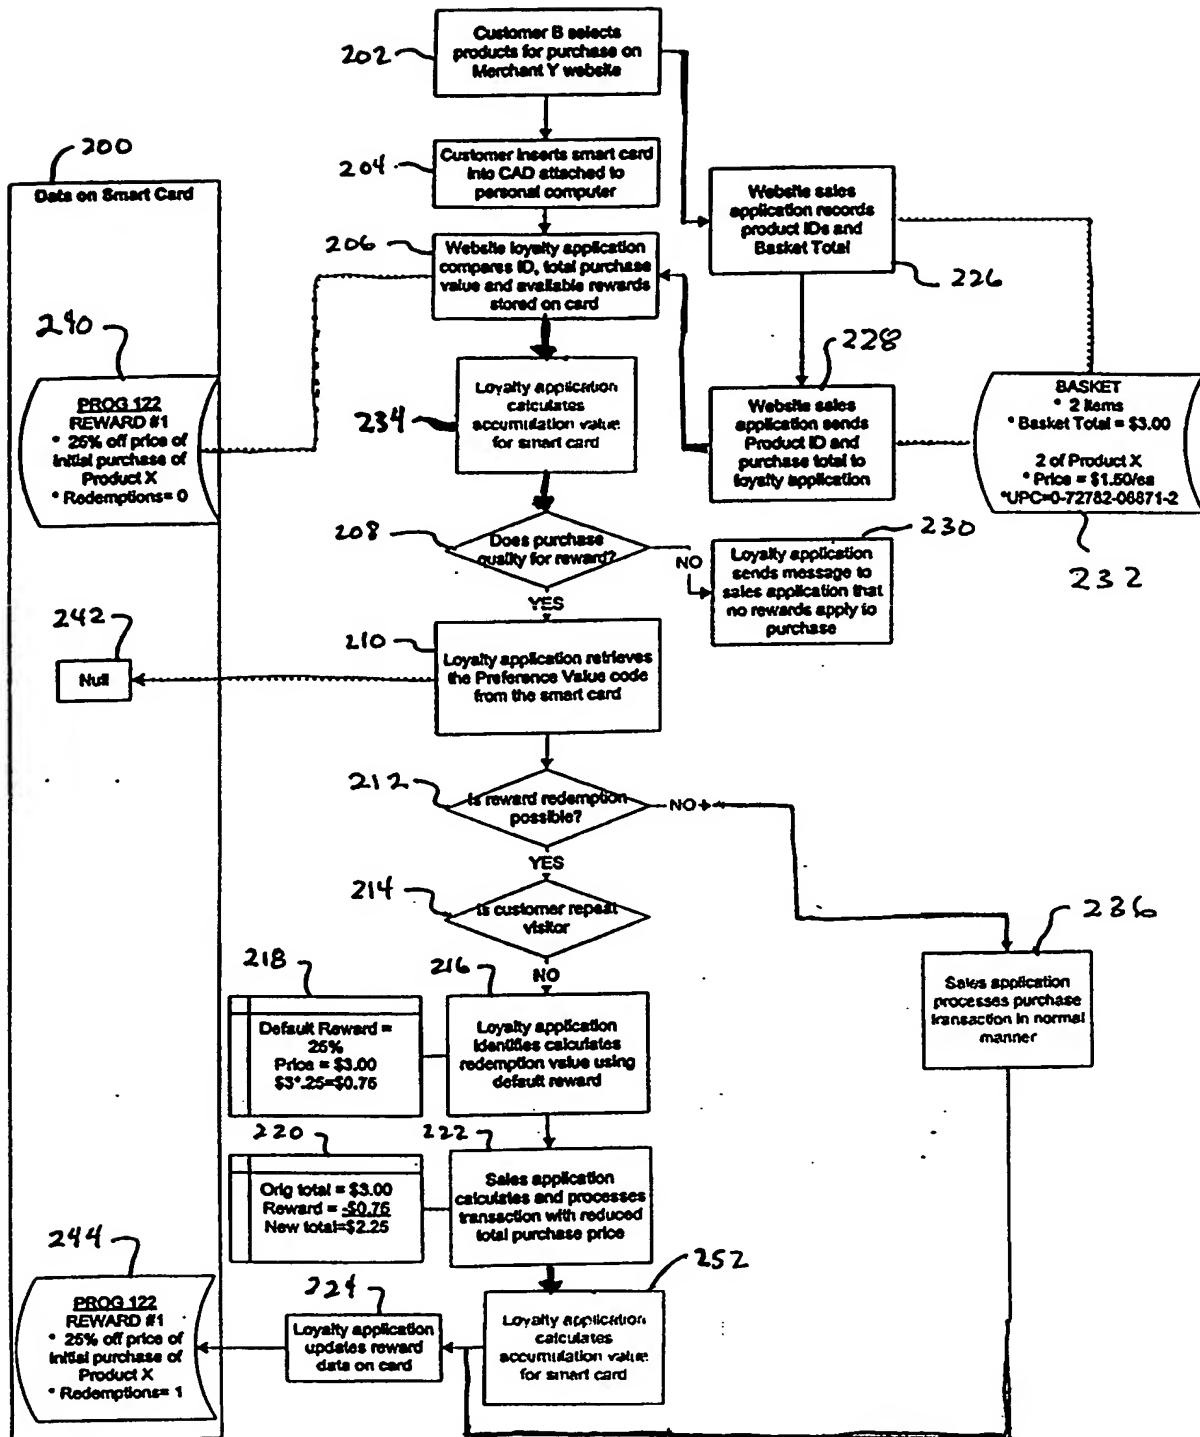 202
Customer B selects
products for purchase on
Merchant Y website
200
Data on Smart Card
204
Customer inserts smart card
into CAD attached to
personal computer
Website sales
application records
product IDs and
Basket Total
226
206
Website loyalty application
compares ID, total purchase
value and available rewards
stored on card
240
PROG 122
REWARD #1
* 25% off price of
initial purchase of
Product X
* Redemptions= 0
234
Loyalty application
calculates
accumulation value
for smart card
228
Website sales
application sends
Product ID and
purchase total to
loyalty application
BASKET
* 2 items
* Basket Total = $3.00
2 of Product X
* Price = $1.50/ea
*UPC=0-72782-06871-2
232
208
Does purchase
qualify for reward?
NO
230
Loyalty application
sends message to
sales application that
no rewards apply to
purchase
YES
242
Null
210
Loyalty application retrieves
the Preference Value code
from the smart card
212
Is reward redemption
possible?
NO
YES
214
Is customer repeat
visitor
236
Sales application
processes purchase
transaction in normal
manner
NO
218
Default Reward =
25%
Price = $3.00
$3*.25=$0.75
216
Loyalty application
identifies calculates
redemption value using
default reward
220
Orig total = $3.00
Reward = -$0.75
New total=$2.25
222
Sales application
calculates and processes
transaction with reduced
total purchase price
244
PROG 122
REWARD #1
* 25% off price of
initial purchase of
Product X
* Redemptions= 1
224
Loyalty application
updates reward
data on card
252
Loyalty application
calculates
accumulation value
for smart card